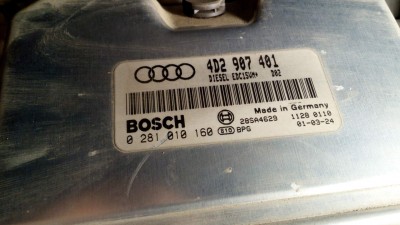 4D2 907 401
DIESEL EDC15VM+ D02
Made in Germany
BOSCH 28SA4629 1128 0110
0 281 010 160 S1D BPG 01-03-24